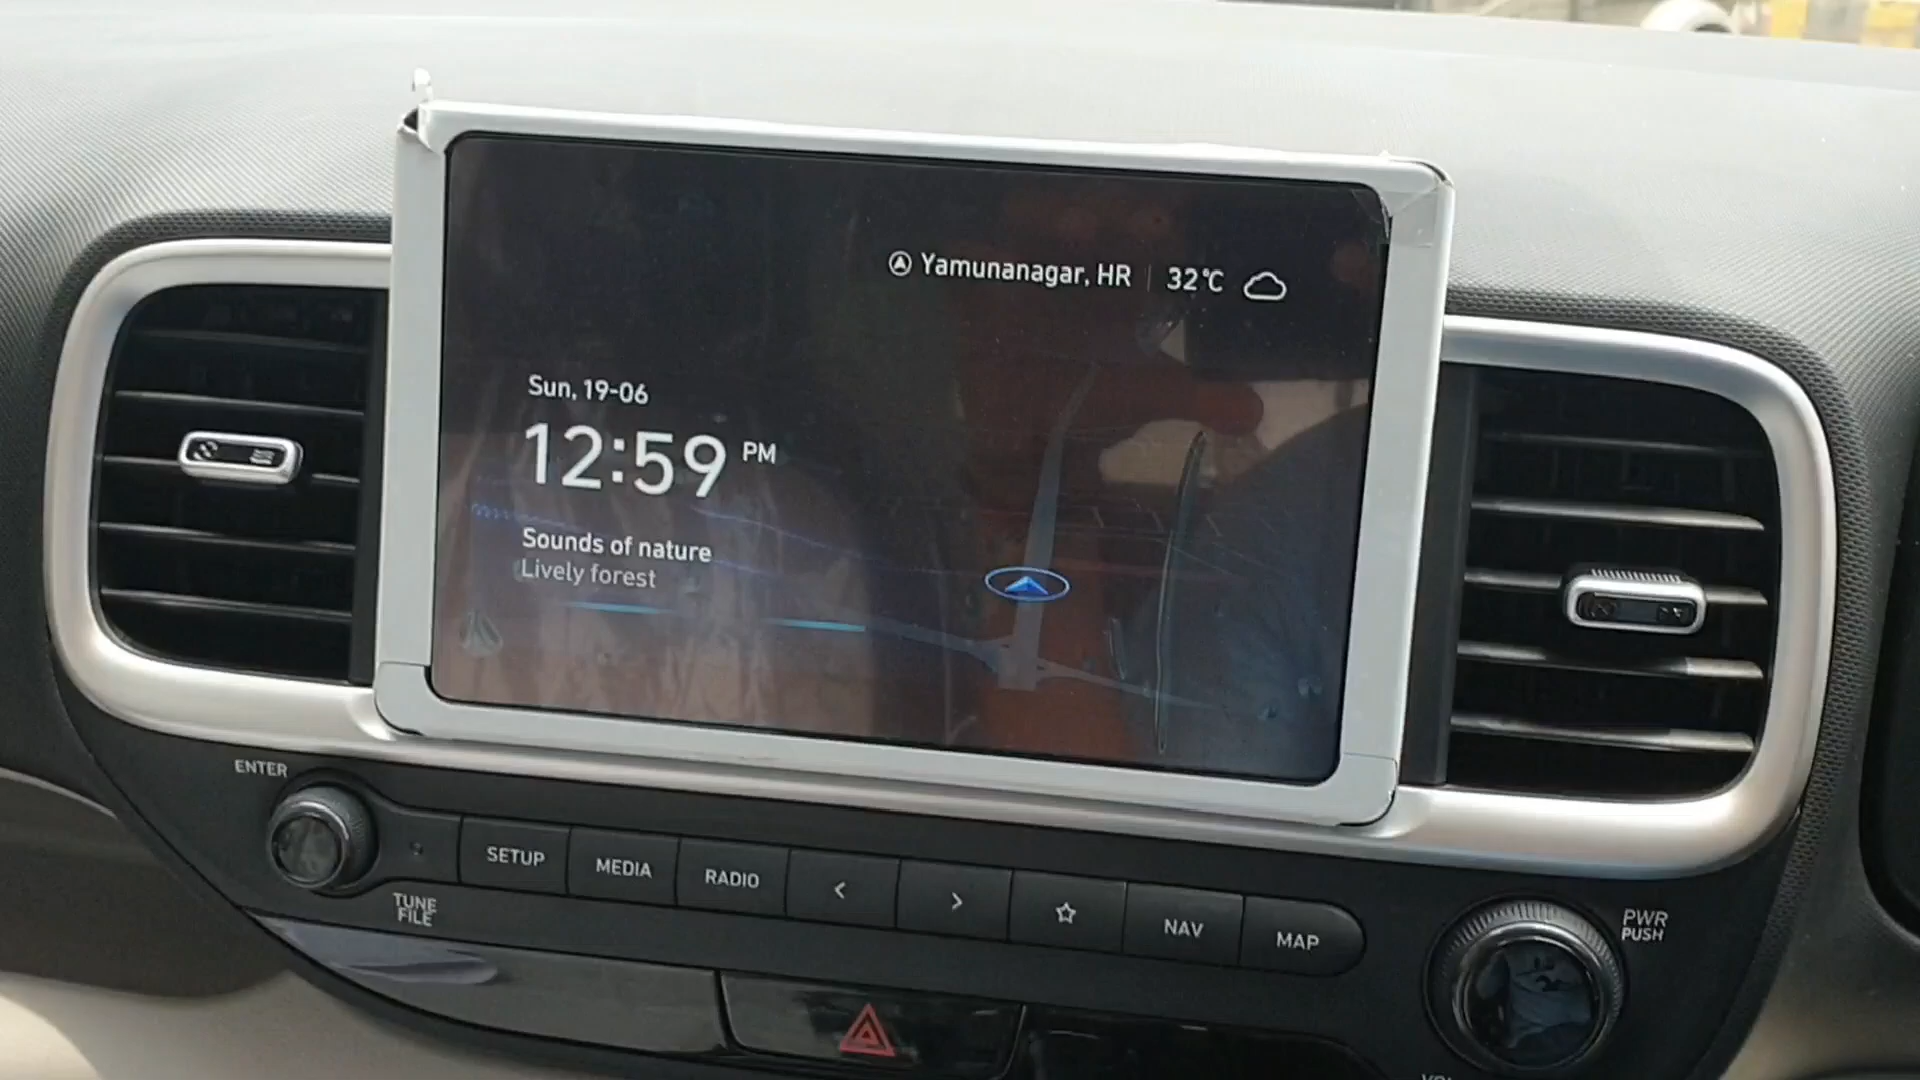 Yamunanagar, HR | 32°C
Sun, 19-06
12:59 PM
Sounds of nature
Lively forest
ENTER
TUNE
FILE
SETUP
MEDIA
RADIO
<
>
☆
NAV
MAP
PWR
PUSH